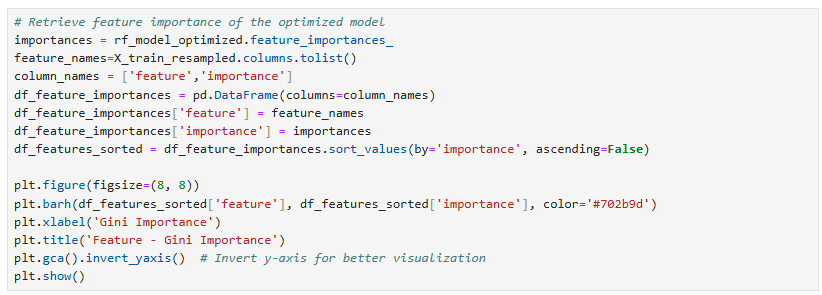 # Retrieve feature importance of the optimized model
importances = rf_model_optimized.feature_importances_
feature_names=X_train_resampled.columns.tolist()
column_names = ['feature','importance']
df_feature_importances = pd.DataFrame(columns=column_names)
df_feature_importances['feature'] = feature_names
df_feature_importances['importance'] = importances
df_features_sorted = df_feature_importances.sort_values(by='importance', ascending=False)

plt.figure(figsize=(8, 8))
plt.barh(df_features_sorted['feature'], df_features_sorted['importance'], color='#702b9d')
plt.xlabel('Gini Importance')
plt.title('Feature - Gini Importance')
plt.gca().invert_yaxis()  # Invert y-axis for better visualization
plt.show()